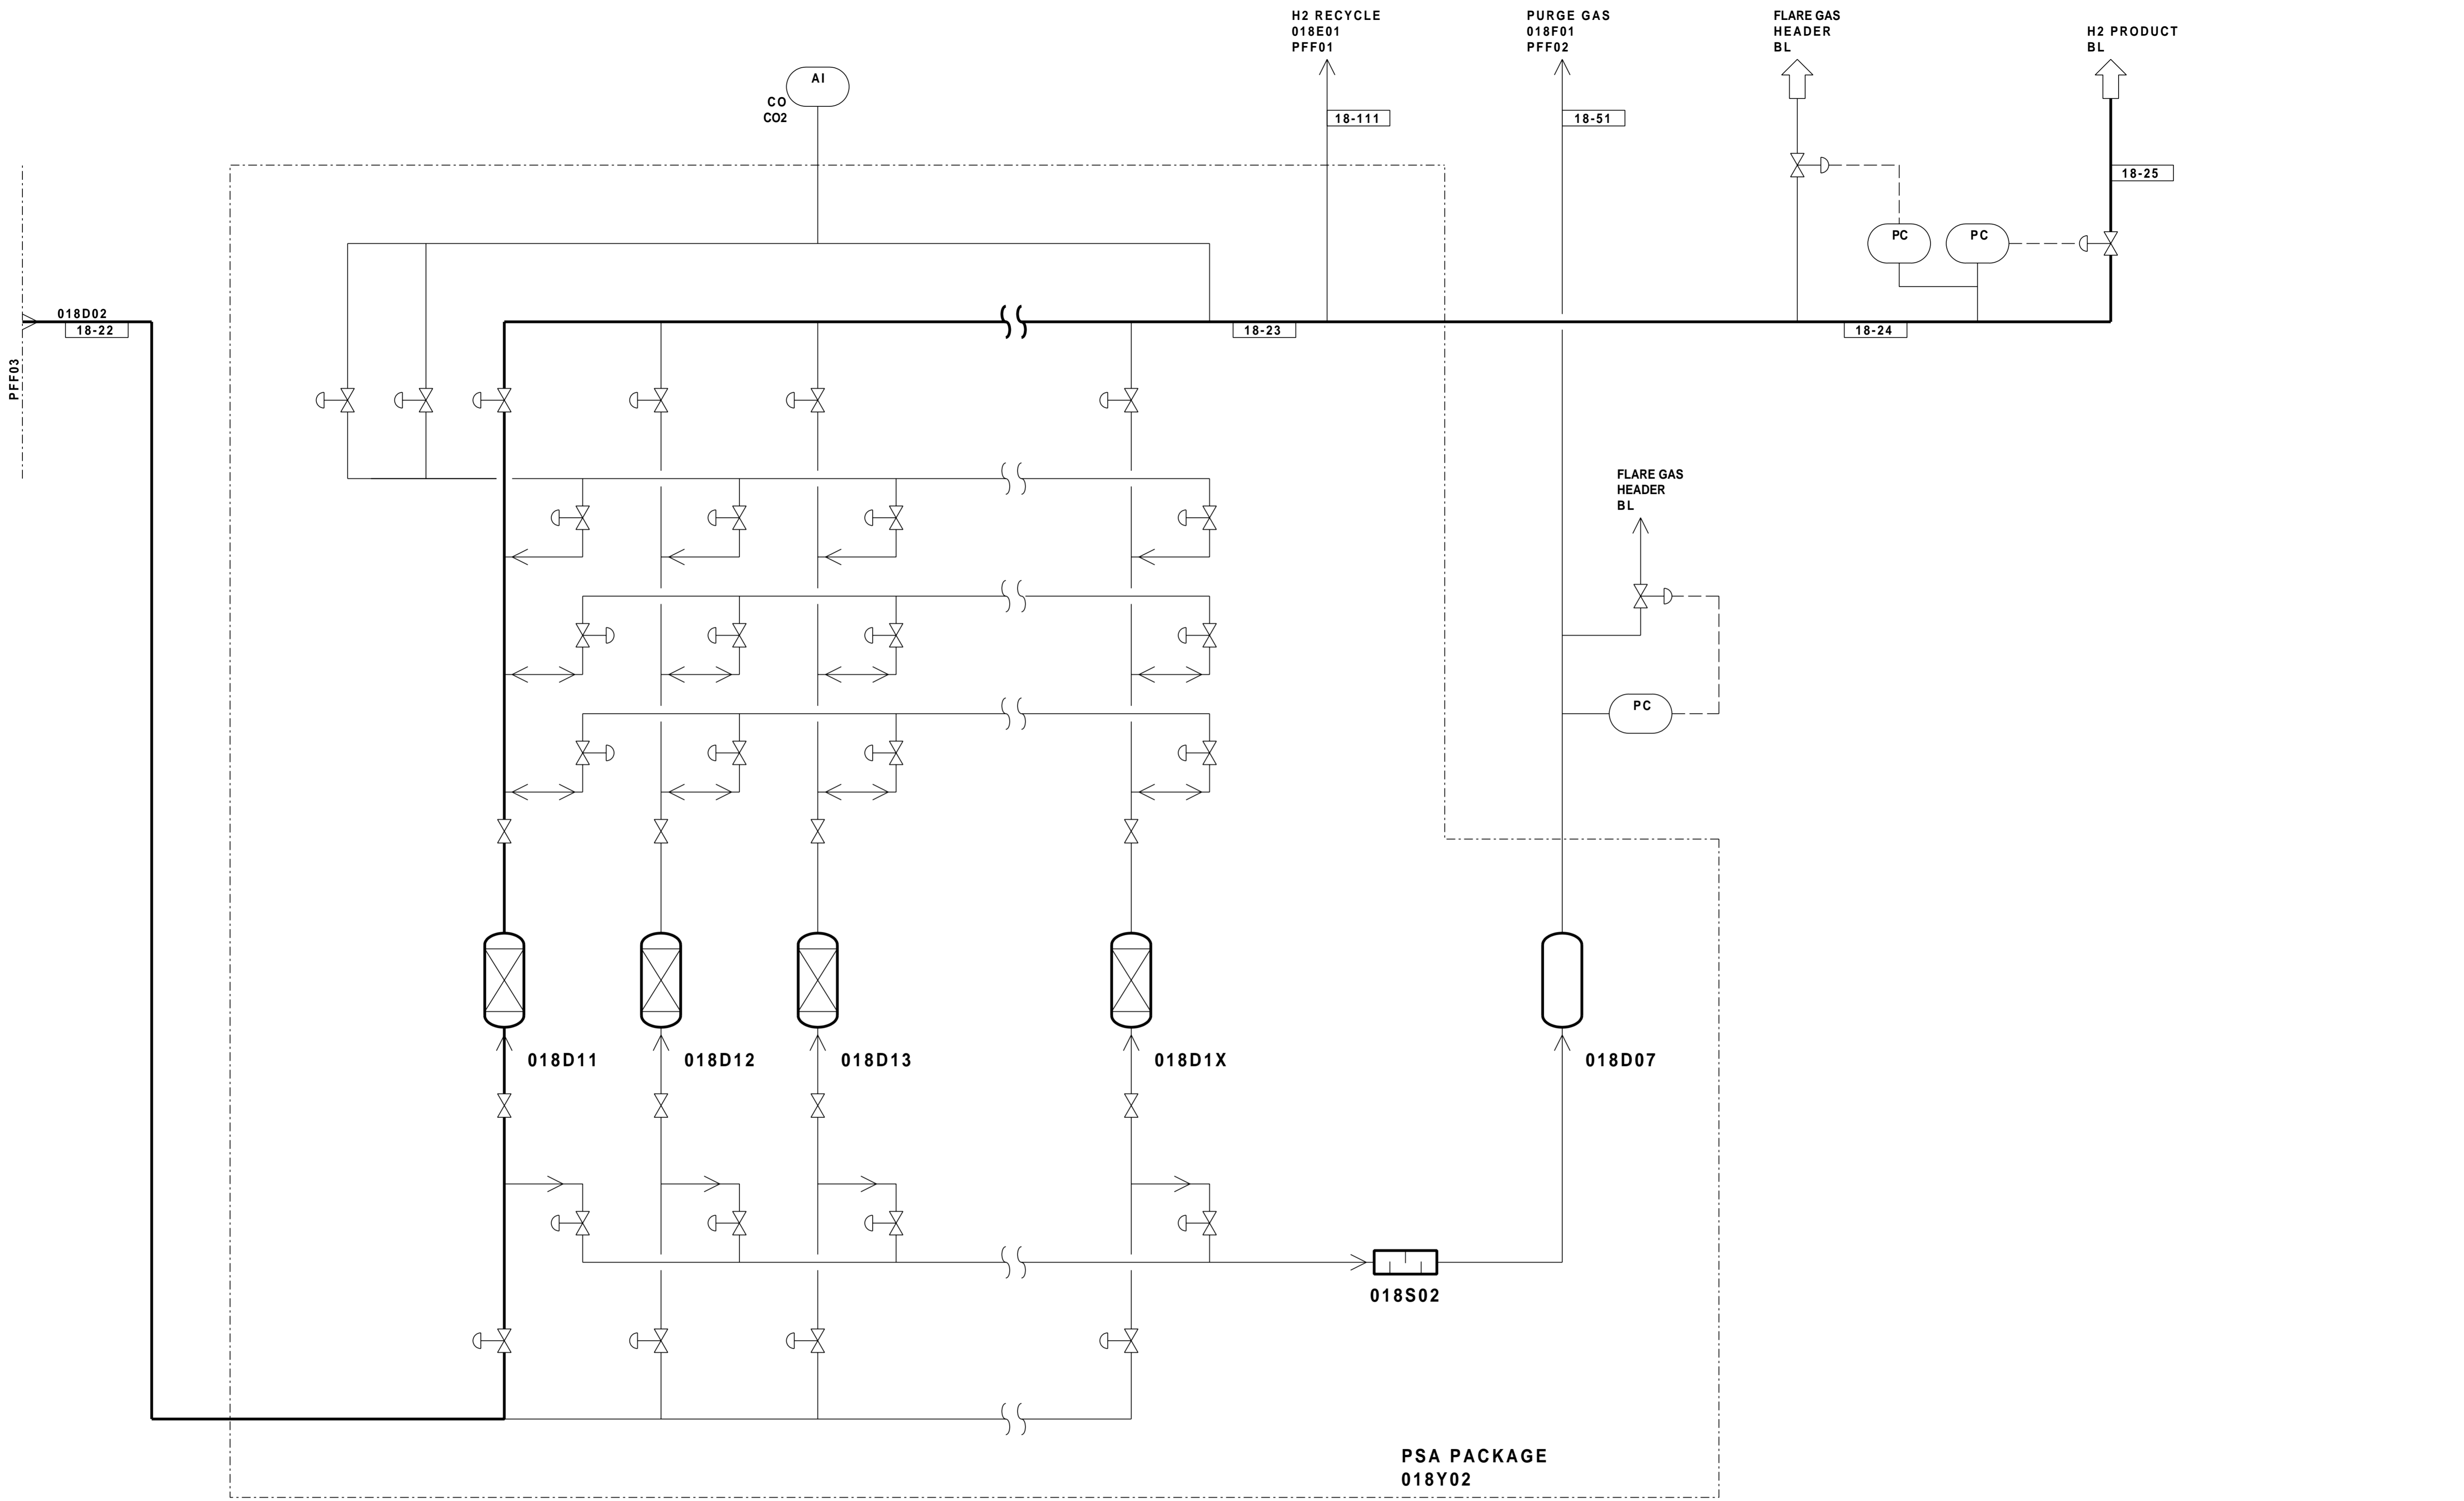 H2 RECYCLE
018E01
PFF01
PURGE GAS
018F01
PFF02
FLARE GAS
HEADER
BL
H2 PRODUCT
BL
AI
CO
CO2
18-111
18-51
18-25
PC
PC
018D02
18-22
18-23
18-24
PFF03
FLARE GAS
HEADER
BL
PC
018D11
018D12
018D13
018D1X
018D07
018S02
PSA PACKAGE
018Y02